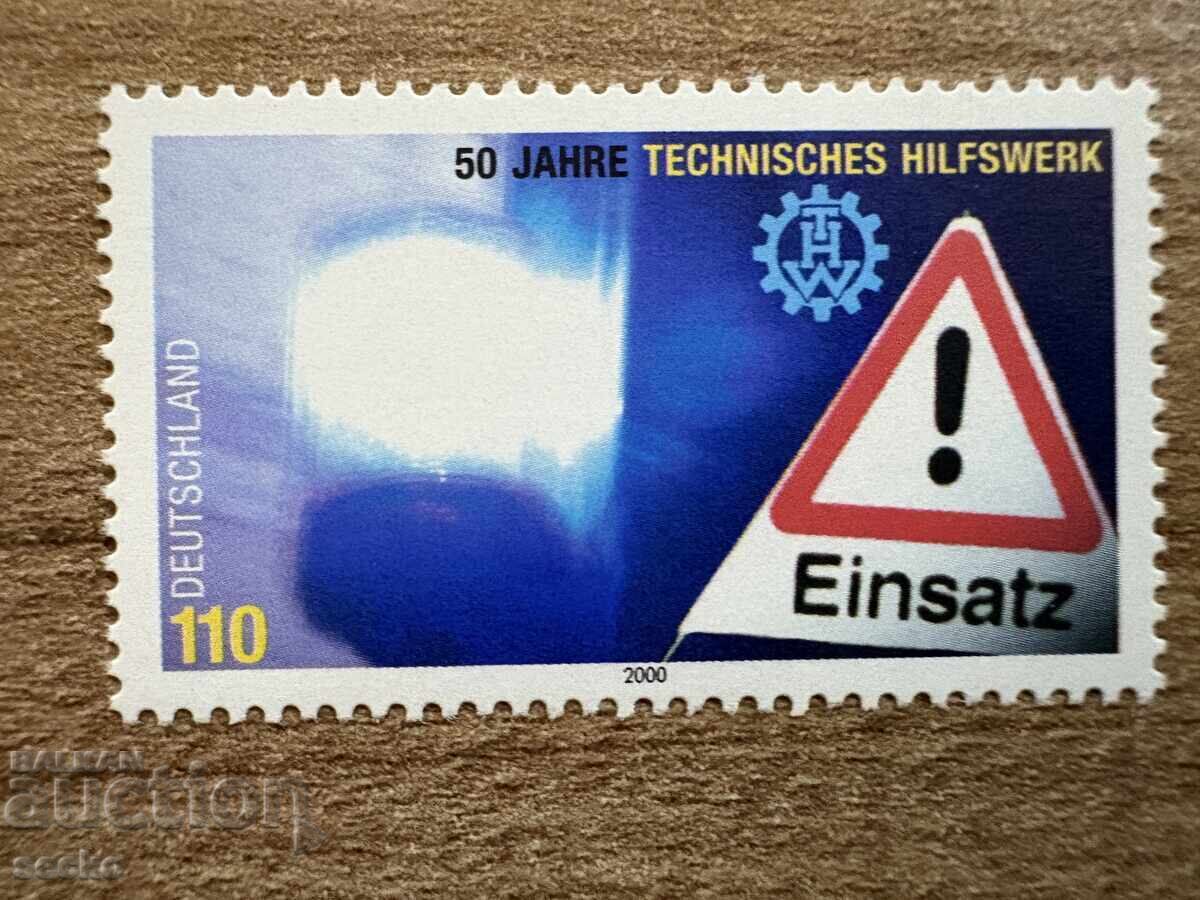 50 JAHRE TECHNISCHES HILFSWERK
THW
DEUTSCHLAND
110
!
Einsatz
2000
BALKAN
auction
secko